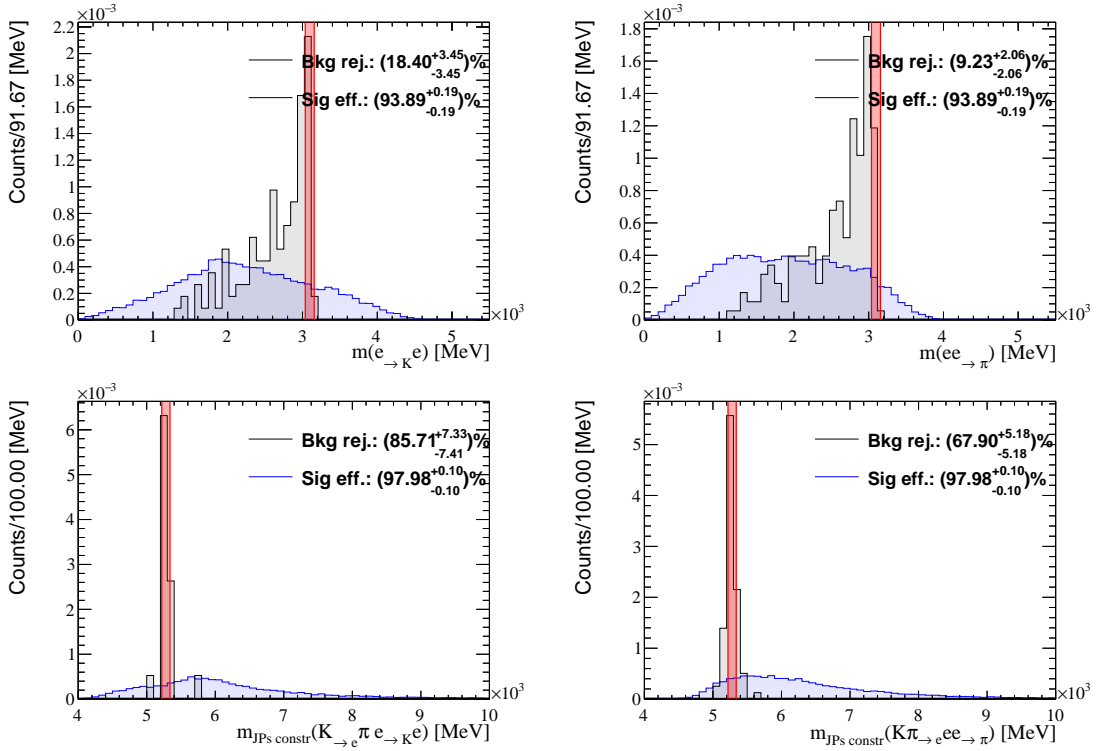 ×10⁻³ ×10⁻³
Counts/91.67 [MeV]
2.2
2
1.8
1.6
1.4
1.2
1
0.8
0.6
0.4
0.2
0
Bkg rej.: (18.40+3.45-3.45)%
Sig eff.: (93.89+0.19-0.19)%
0 1 2 3 4 5
×10³
m(e→K e) [MeV]
Counts/91.67 [MeV]
1.8
1.6
1.4
1.2
1
0.8
0.6
0.4
0.2
0
Bkg rej.: (9.23+2.06-2.06)%
Sig eff.: (93.89+0.19-0.19)%
0 1 2 3 4 5
×10³
m(ee→π) [MeV]
×10⁻³
Counts/100.00 [MeV]
6
5
4
3
2
1
0
Bkg rej.: (85.71+7.33-7.41)%
Sig eff.: (97.98+0.10-0.10)%
4 5 6 7 8 9 10
×10³
mJPs constr(K→e π e→K e) [MeV]
×10⁻³
Counts/100.00 [MeV]
5
4
3
2
1
0
Bkg rej.: (67.90+5.18-5.18)%
Sig eff.: (97.98+0.10-0.10)%
4 5 6 7 8 9 10
×10³
mJPs constr(Kπ→e ee→π) [MeV]